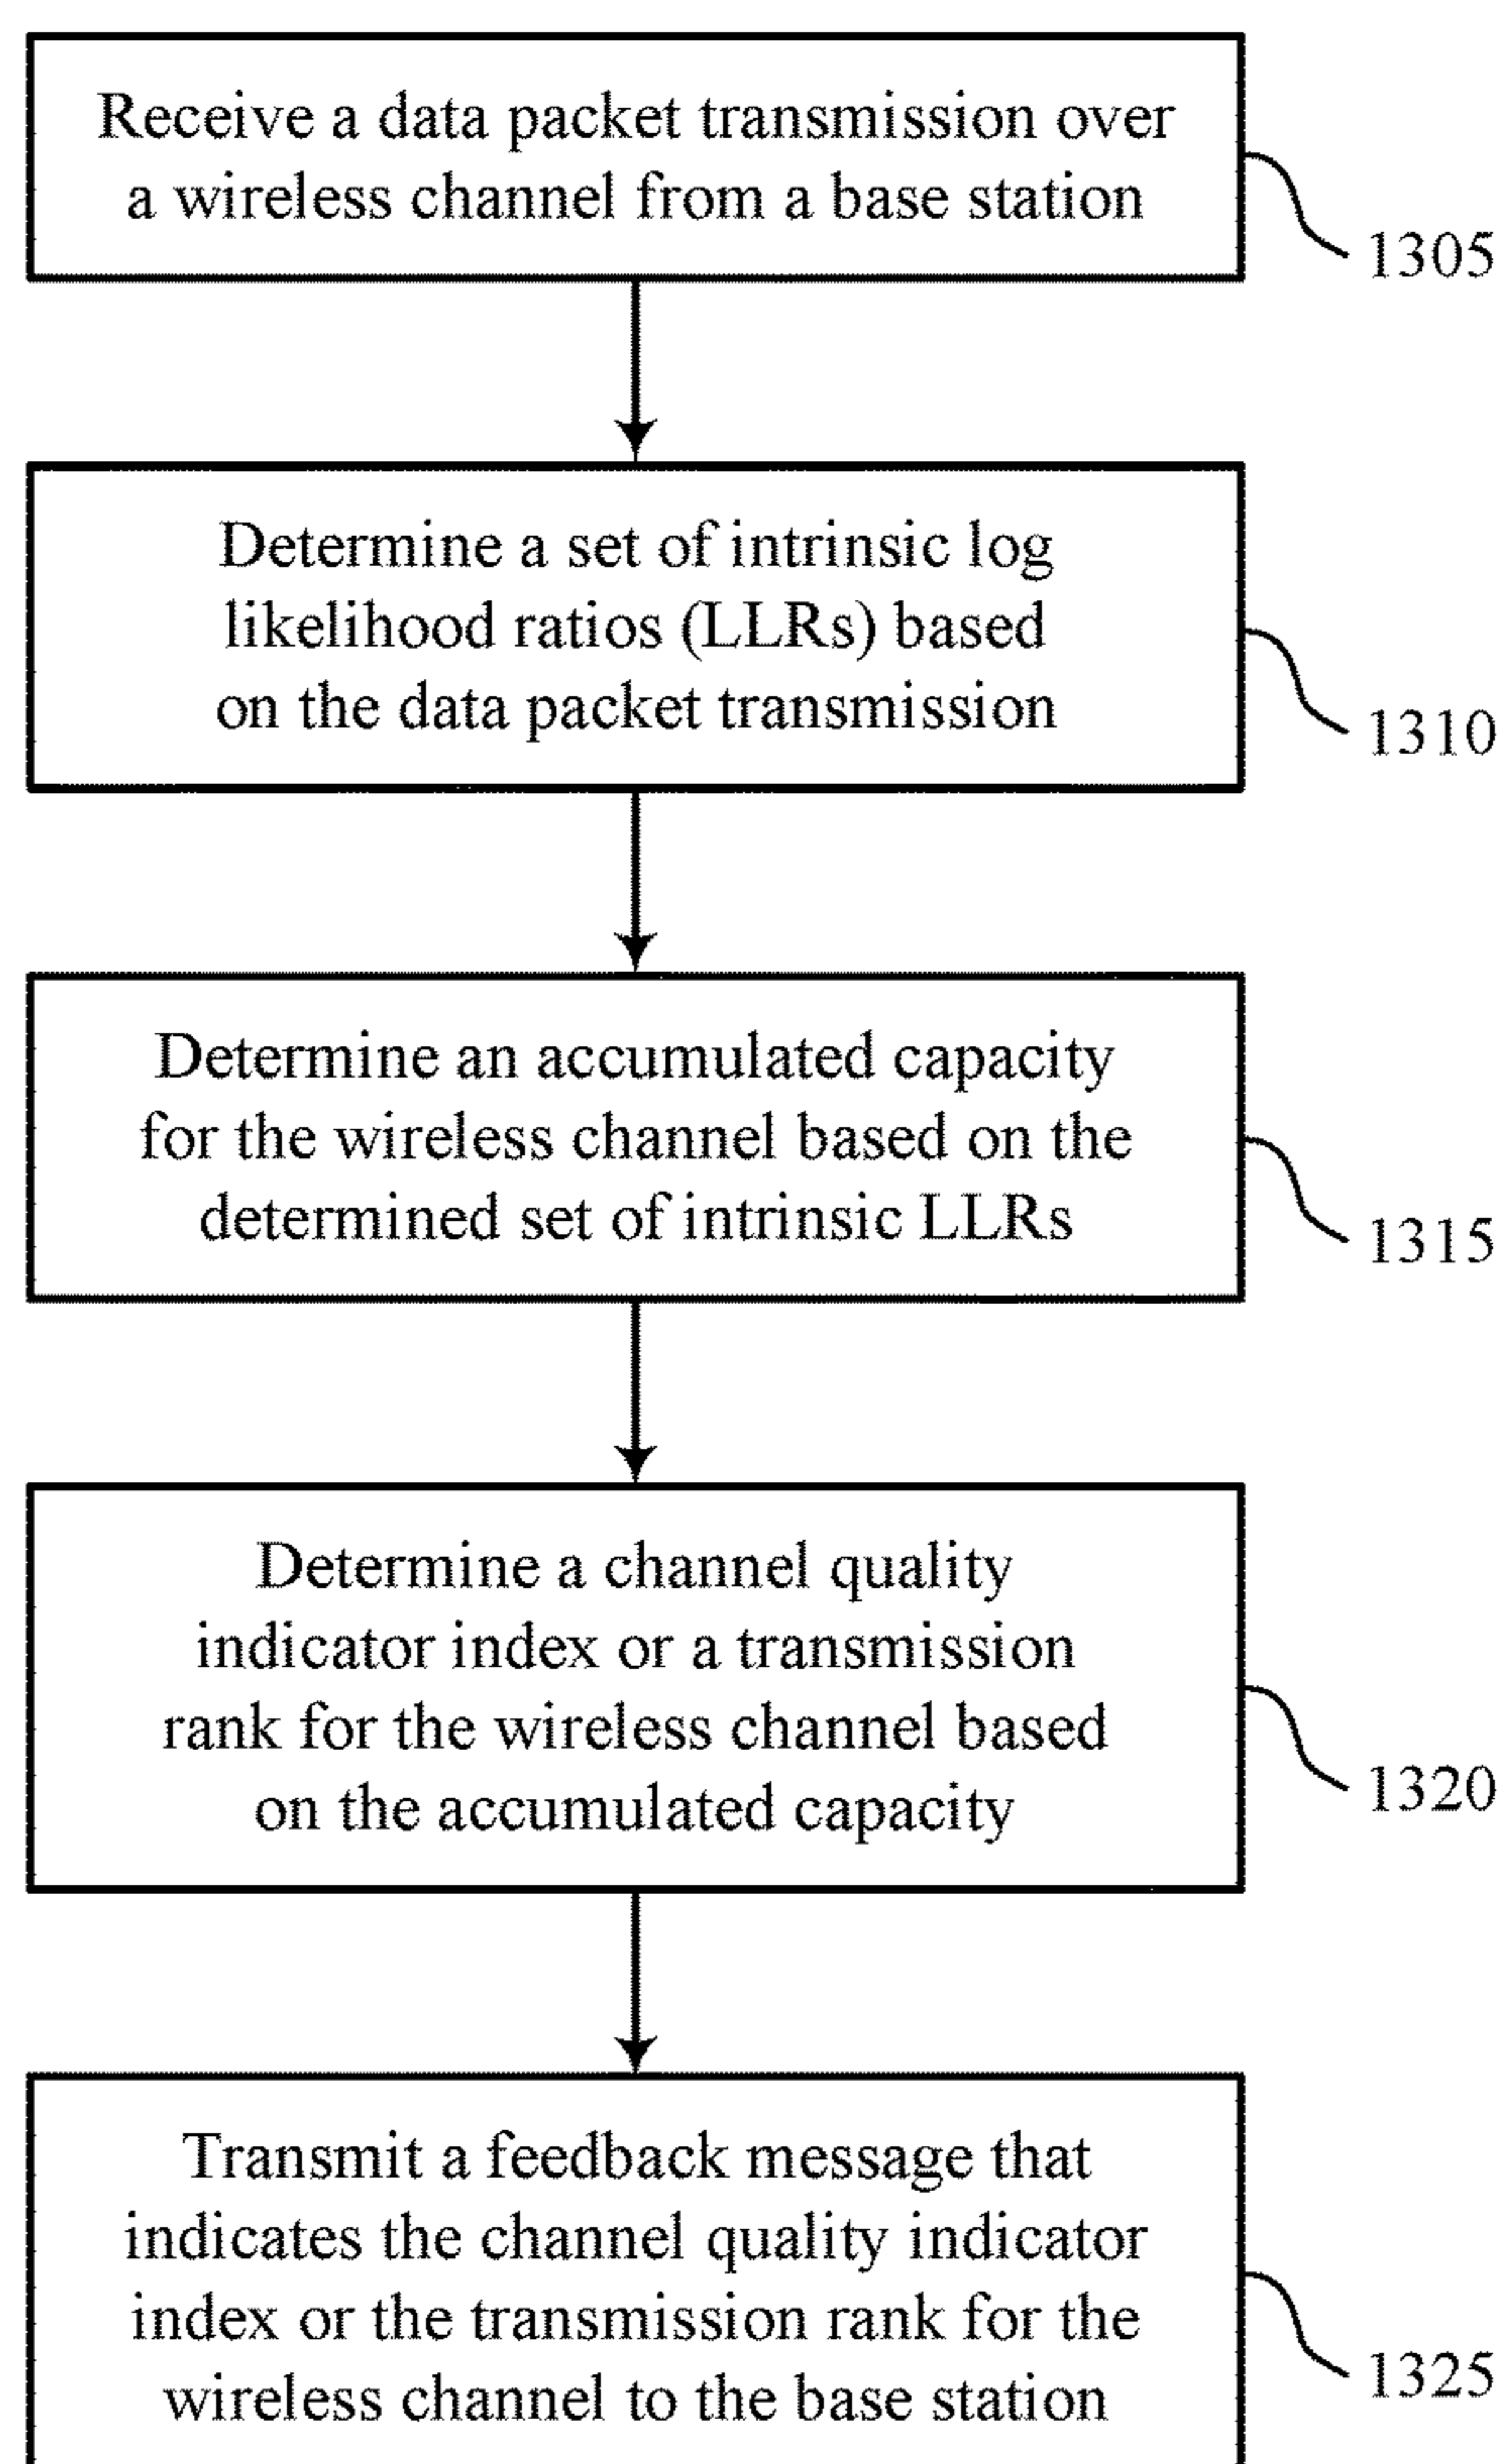 Receive a data packet transmission over
a wireless channel from a base station
1305
Determine a set of intrinsic log
likelihood ratios (LLRs) based
on the data packet transmission
1310
Determine an accumulated capacity
for the wireless channel based on the
determined set of intrinsic LLRs
1315
Determine a channel quality
indicator index or a transmission
rank for the wireless channel based
on the accumulated capacity
1320
Transmit a feedback message that
indicates the channel quality indicator
index or the transmission rank for the
wireless channel to the base station
1325